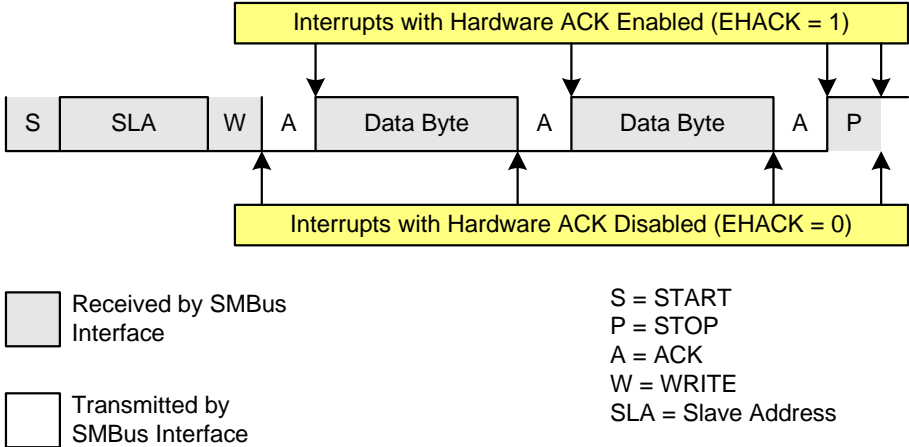 Interrupts with Hardware ACK Enabled (EHACK = 1)
S SLA W A Data Byte A Data Byte A P
Interrupts with Hardware ACK Disabled (EHACK = 0)
Received by SMBus
Interface
Transmitted by
SMBus Interface
S = START
P = STOP
A = ACK
W = WRITE
SLA = Slave Address